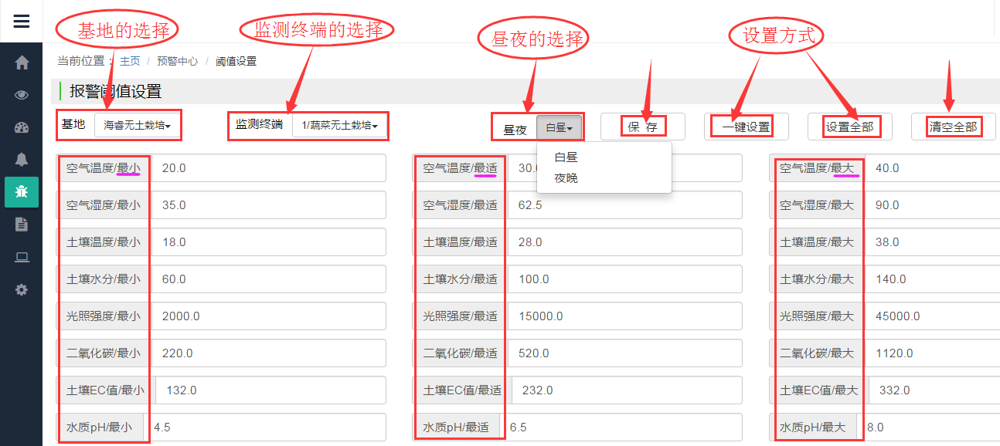 基地的选择 监测终端的选择 昼夜的选择 设置方式
当前位置： 主页 / 预警中心 / 阈值设置
报警阈值设置
基地 海睿无土栽培 监测终端 1/蔬菜无土栽培 昼夜 白昼 保 存 一键设置 设置全部 清空全部
白昼
夜晚
空气温度/最小 20.0 空气温度/最适 30. 空气温度/最大 40.0
空气湿度/最小 35.0 空气湿度/最适 62.5 空气湿度/最大 90.0
土壤温度/最小 18.0 土壤温度/最适 28.0 土壤温度/最大 38.0
土壤水分/最小 60.0 土壤水分/最适 100.0 土壤水分/最大 140.0
光照强度/最小 2000.0 光照强度/最适 15000.0 光照强度/最大 45000.0
二氧化碳/最小 220.0 二氧化碳/最适 520.0 二氧化碳/最大 1120.0
土壤EC值/最小 132.0 土壤EC值/最适 232.0 土壤EC值/最大 332.0
水质pH/最小 4.5 水质pH/最适 6.5 水质pH/最大 8.0